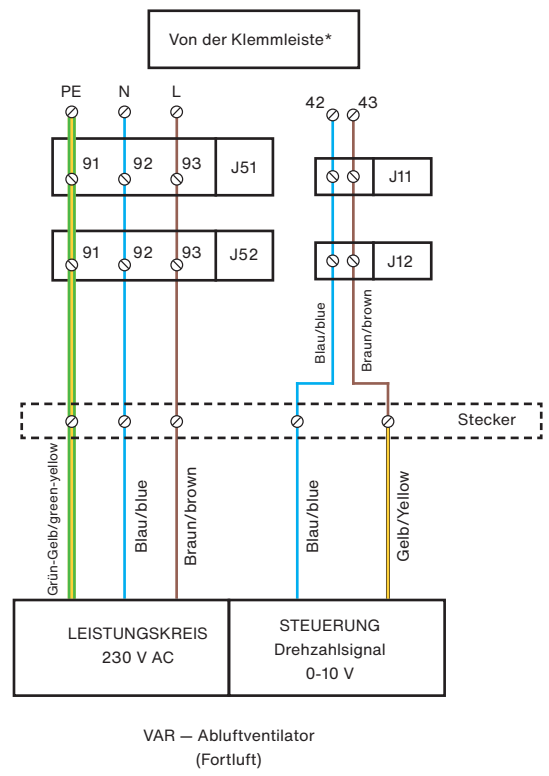 Von der Klemmleiste*
PE N L
42 43
91 92 93 J51
J11
91 92 93 J52
J12
Blau/blue
Braun/brown
Stecker
Grün-Gelb/green-yellow
Blau/blue
Braun/brown
Blau/blue
Gelb/Yellow
LEISTUNGSKREIS
230 V AC
STEUERUNG
Drehzahlsignal
0-10 V
VAR — Abluftventilator
(Fortluft)